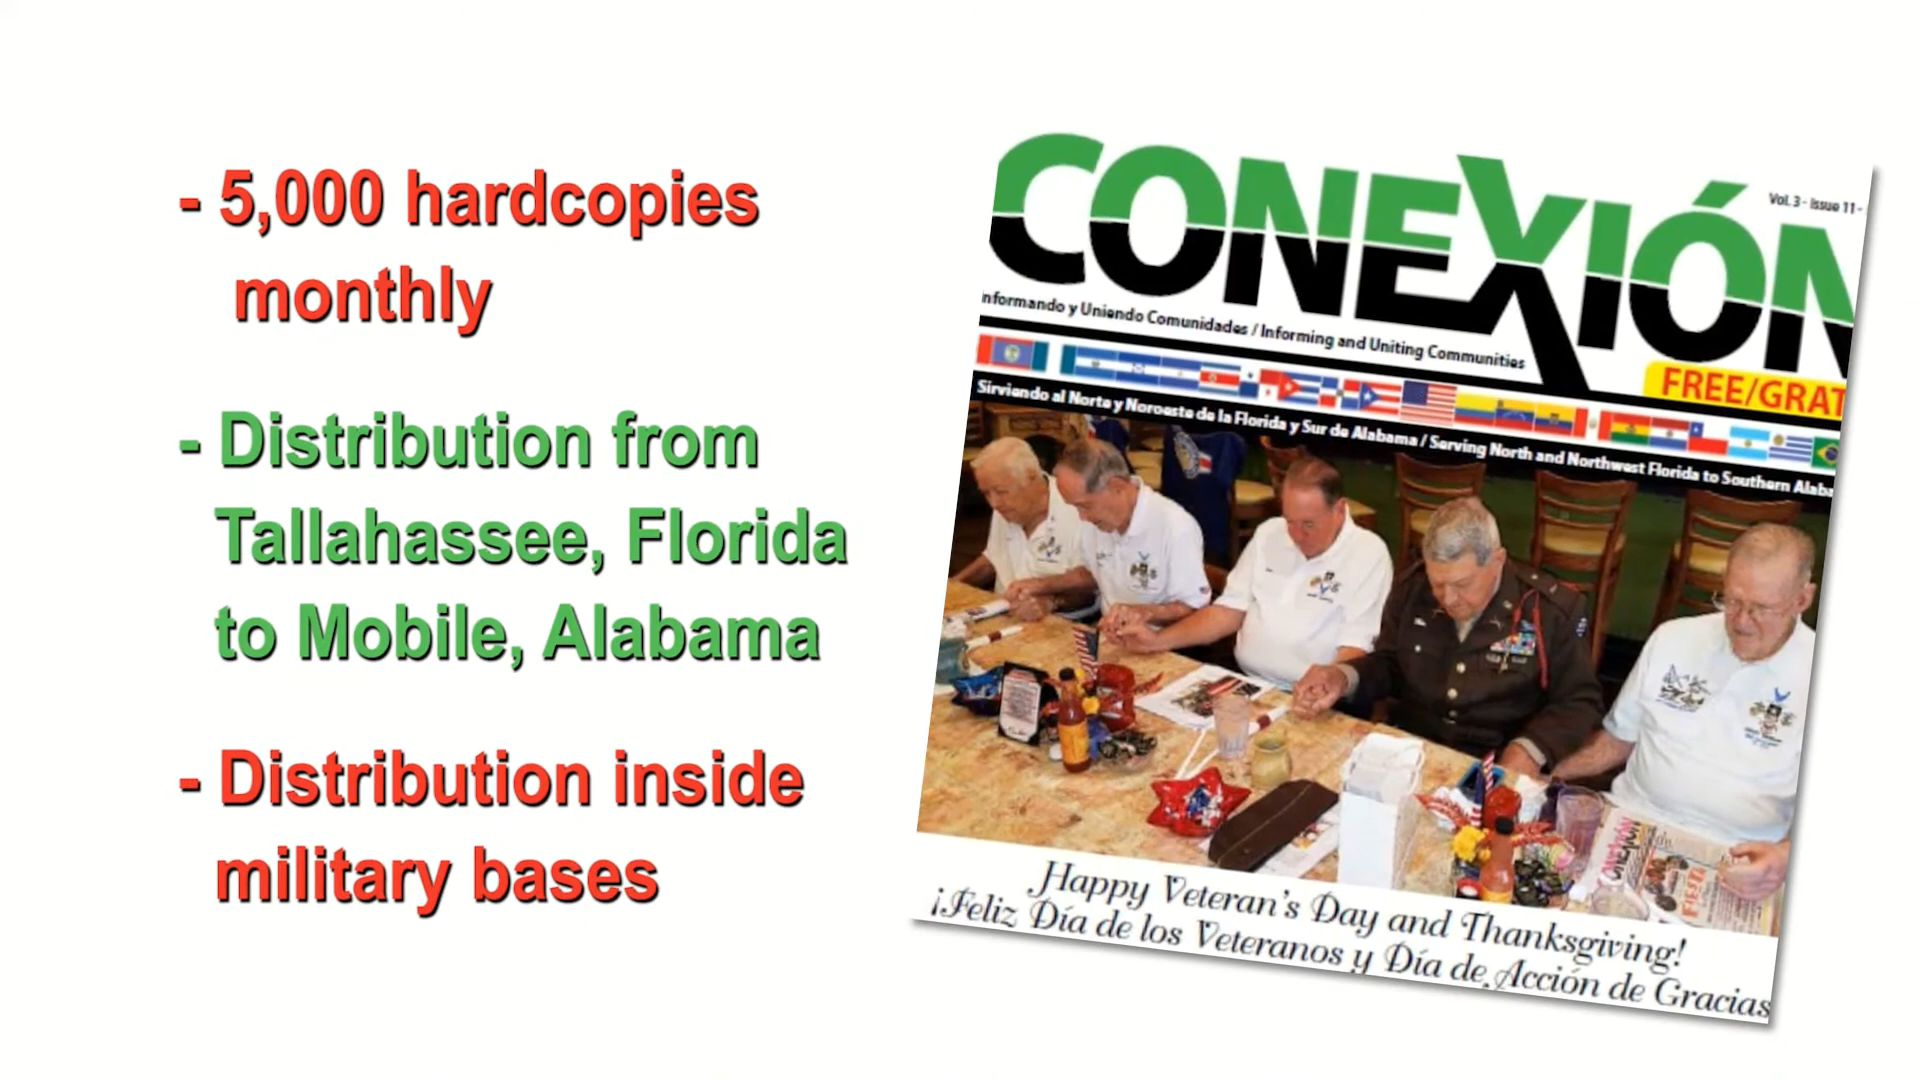 - 5,000 hardcopies
monthly
- Distribution from
Tallahassee, Florida
to Mobile, Alabama
- Distribution inside
military bases
CONEXIÓN
Vol. 3 - Issue 11 -
Informando y Uniendo Comunidades / Informing and Uniting Communities
FREE/GRAT
Sirviendo al Norte y Noroeste de la Florida y Sur de Alabama / Serving North and Northwest Florida to Southern Alaba
CONEXIÓN
FIESTA
Happy Veteran's Day and Thanksgiving!
¡Feliz Día de los Veteranos y Día de Acción de Gracias